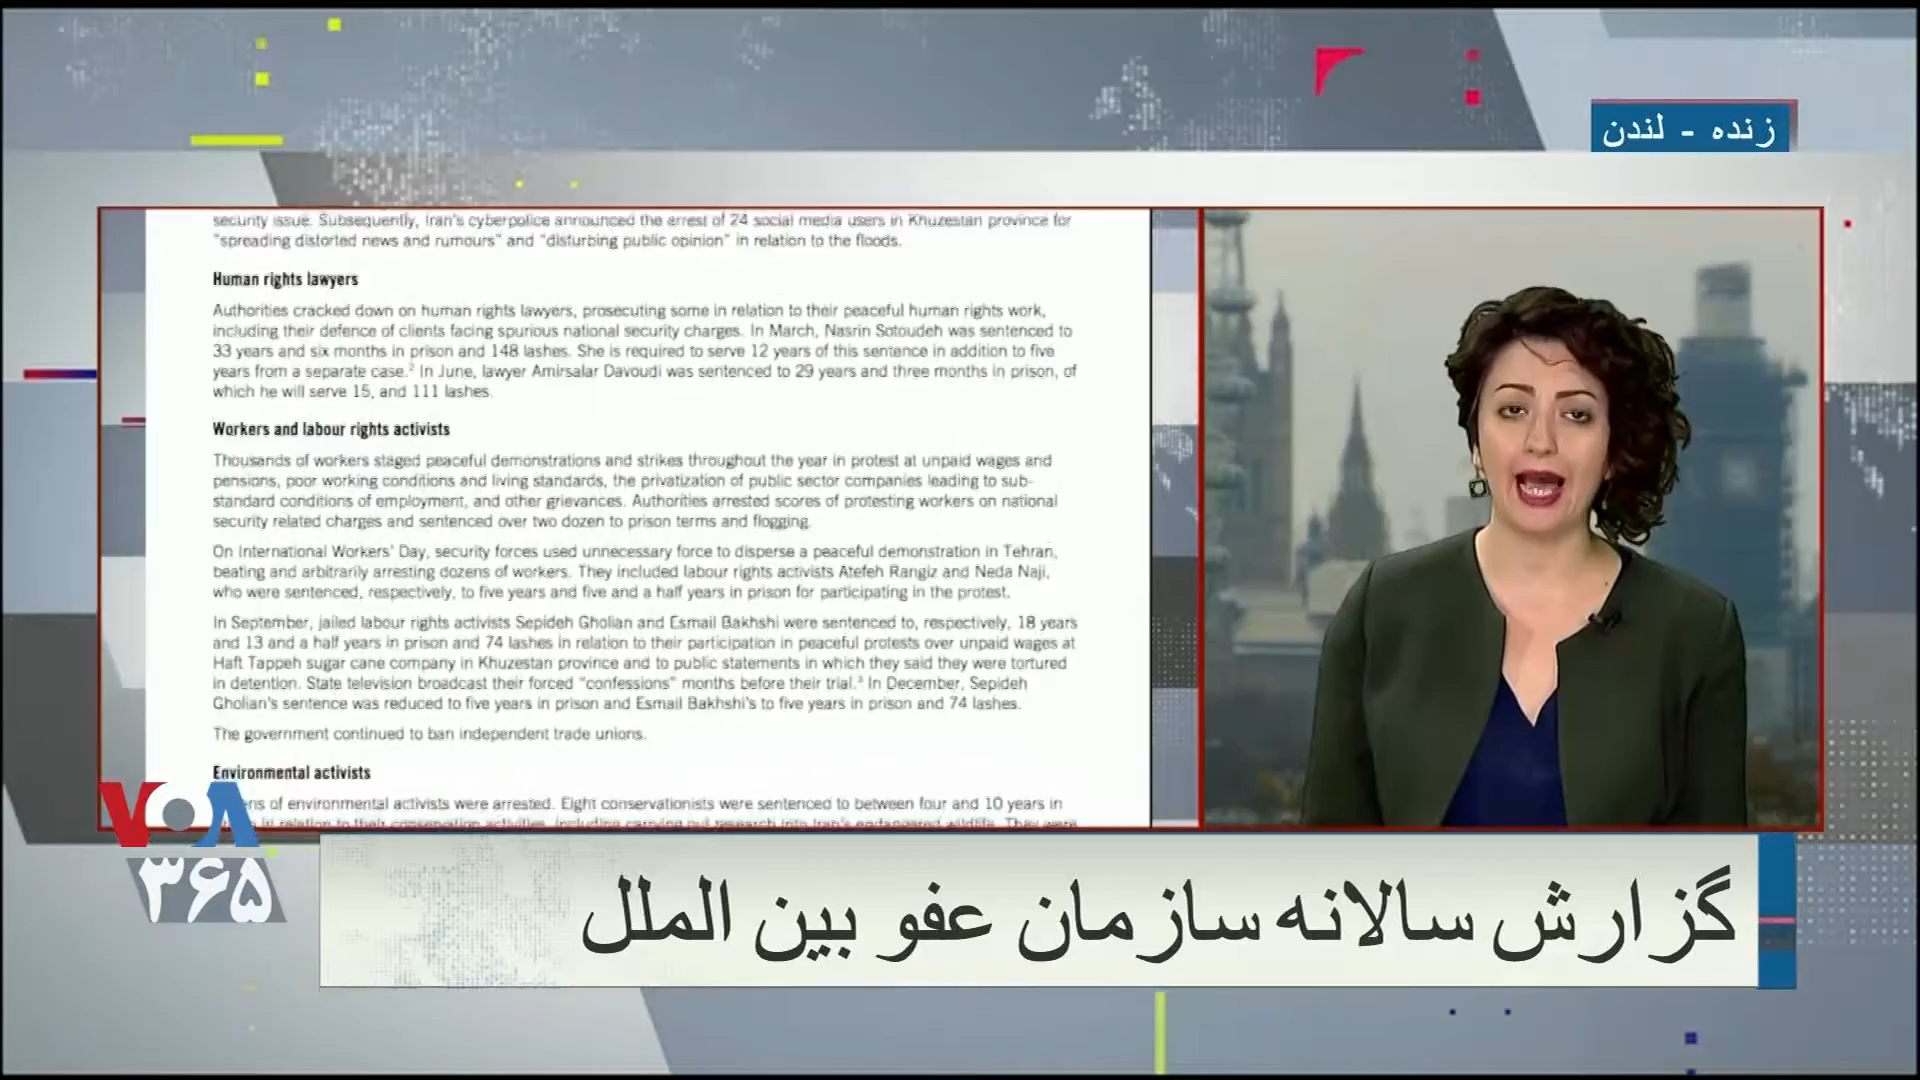 زنده - لندن
security issue. Subsequently, Iran's cyberpolice announced the arrest of 24 social media users in Khuzestan province for
"spreading distorted news and rumours" and "disturbing public opinion" in relation to the floods.
Human rights lawyers
Authorities cracked down on human rights lawyers, prosecuting some in relation to their peaceful human rights work,
including their defence of clients facing spurious national security charges. In March, Nasrin Sotoudeh was sentenced to
33 years and six months in prison and 148 lashes. She is required to serve 12 years of this sentence in addition to five
years from a separate case.² In June, lawyer Amirsalar Davoudi was sentenced to 29 years and three months in prison, of
which he will serve 15, and 111 lashes.
Workers and labour rights activists
Thousands of workers staged peaceful demonstrations and strikes throughout the year in protest at unpaid wages and
pensions, poor working conditions and living standards, the privatization of public sector companies leading to sub-
standard conditions of employment, and other grievances. Authorities arrested scores of protesting workers on national
security related charges and sentenced over two dozen to prison terms and flogging.
On International Workers' Day, security forces used unnecessary force to disperse a peaceful demonstration in Tehran,
beating and arbitrarily arresting dozens of workers. They included labour rights activists Atefeh Rangiz and Neda Naji,
who were sentenced, respectively, to five years and five and a half years in prison for participating in the protest.
In September, jailed labour rights activists Sepideh Gholian and Esmail Bakhshi were sentenced to, respectively, 18 years
and 13 and a half years in prison and 74 lashes in relation to their participation in peaceful protests over unpaid wages at
Haft Tappeh sugar cane company in Khuzestan province and to public statements in which they said they were tortured
in detention. State television broadcast their forced "confessions" months before their trial.³ In December, Sepideh
Gholian's sentence was reduced to five years in prison and Esmail Bakhshi's to five years in prison and 74 lashes.
The government continued to ban independent trade unions.
Environmental activists
of environmental activists were arrested. Eight conservationists were sentenced to between four and 10 years in
in relation to their conservation activities, including carrying out research into Iran's endangered wildlife. They were
VOA
۳۶۵
گزارش سالانه سازمان عفو بین الملل